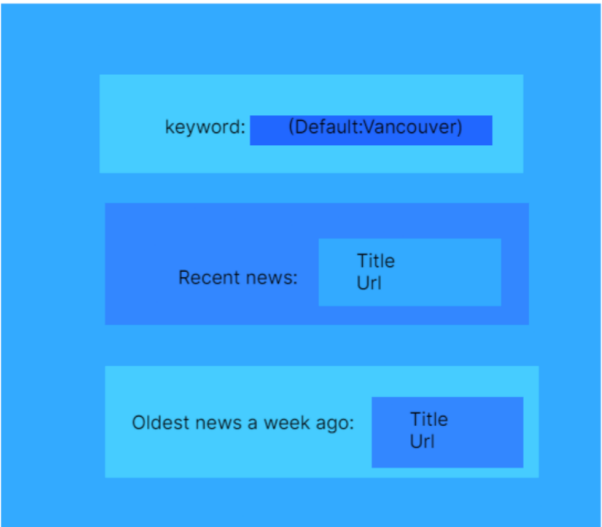 keyword: (Default:Vancouver)
Recent news: Title
Url
Oldest news a week ago: Title
Url